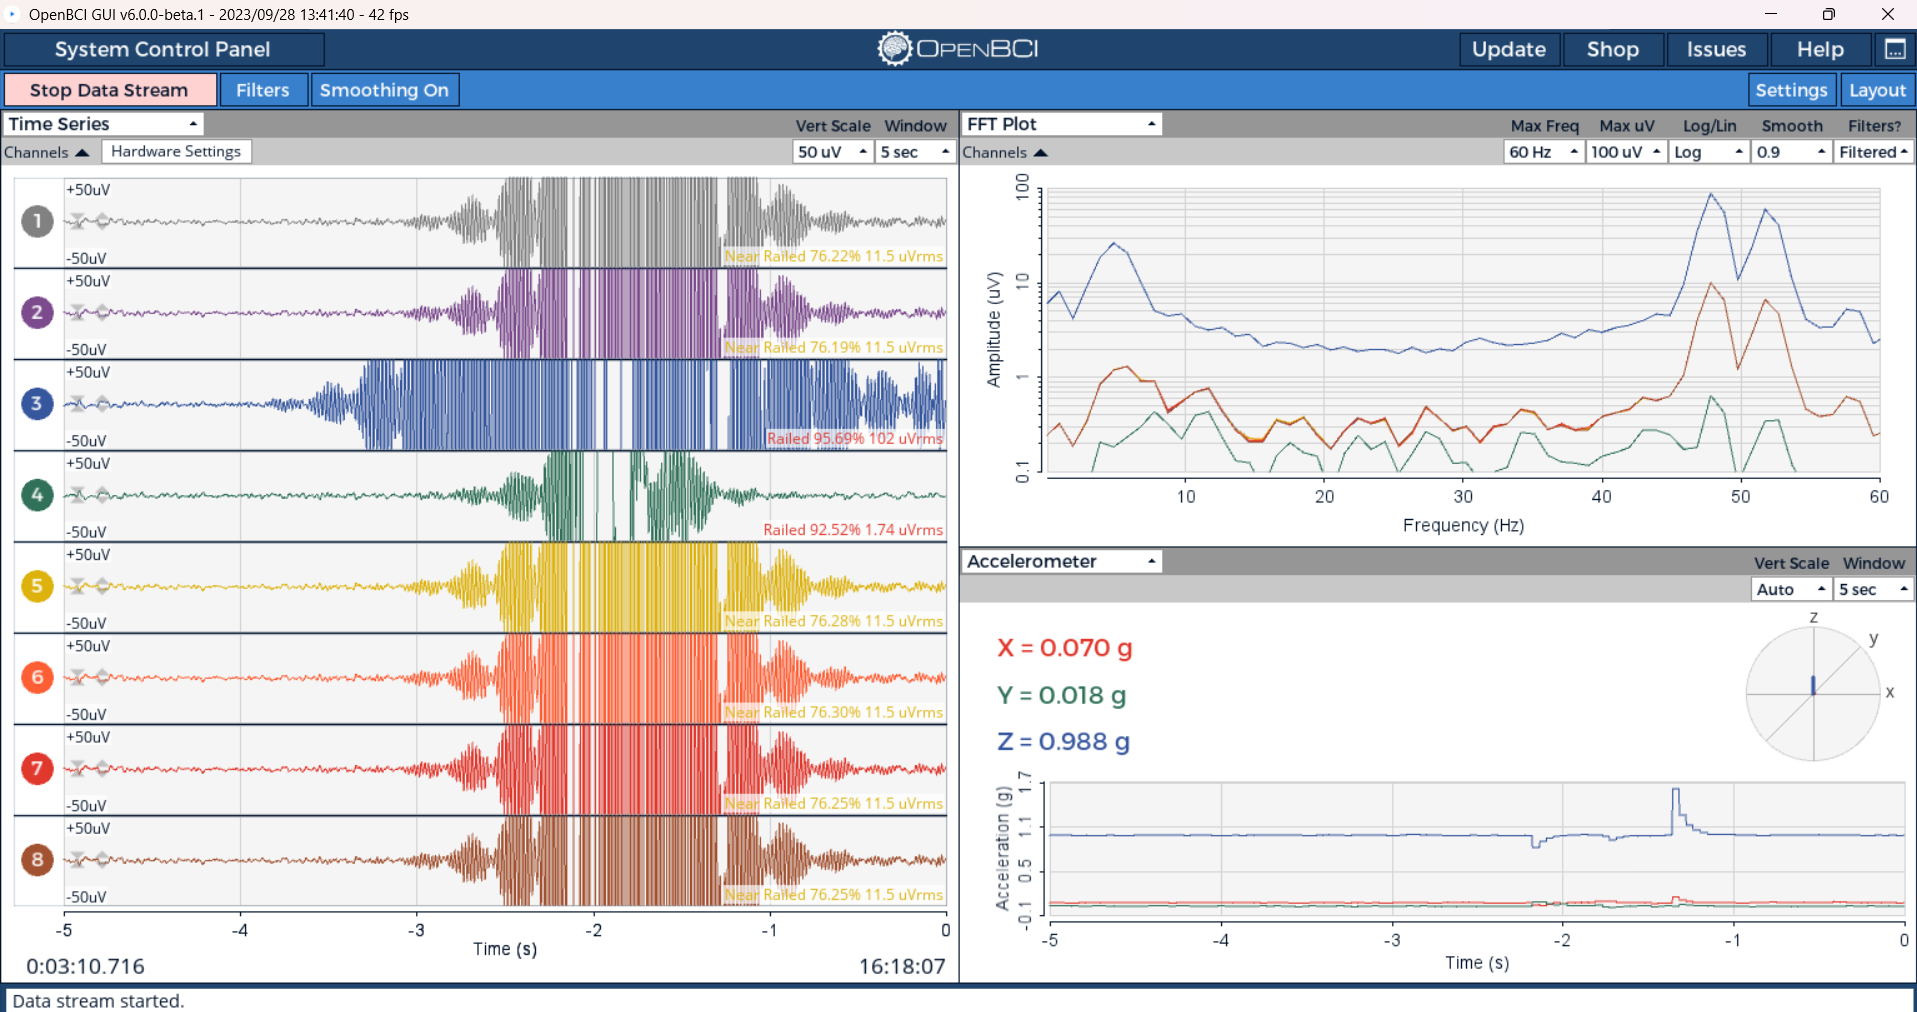 OpenBCI GUI v6.0.0-beta.1 - 2023/09/28 13:41:40 - 42 fps
System Control Panel
OPENBCI
Update Shop Issues Help
Stop Data Stream Filters Smoothing On
Settings Layout
Time Series
Vert Scale Window
Channels Hardware Settings
50 uV 5 sec
+50uV
1
-50uV
Near Railed 76.22% 11.5 uVrms
+50uV
2
-50uV
Near Railed 76.19% 11.5 uVrms
+50uV
3
-50uV
Railed 95.69% 102 uVrms
+50uV
4
-50uV
Railed 92.52% 1.74 uVrms
+50uV
5
-50uV
Near Railed 76.28% 11.5 uVrms
+50uV
6
-50uV
Near Railed 76.30% 11.5 uVrms
+50uV
7
-50uV
Near Railed 76.25% 11.5 uVrms
+50uV
8
-50uV
Near Railed 76.25% 11.5 uVrms
-5 -4 -3 -2 -1 0
Time (s)
0:03:10.716
16:18:07
FFT Plot
Max Freq Max uV Log/Lin Smooth Filters?
Channels
60 Hz 100 uV Log 0.9 Filtered
100
10
1
0.1
Amplitude (uV)
10 20 30 40 50 60
Frequency (Hz)
Accelerometer
Vert Scale Window
Auto 5 sec
X = 0.070 g
Y = 0.018 g
Z = 0.988 g
z
y
x
1.7
1.1
0.5
-0.1
Acceleration (g)
-5 -4 -3 -2 -1 0
Time (s)
Data stream started.